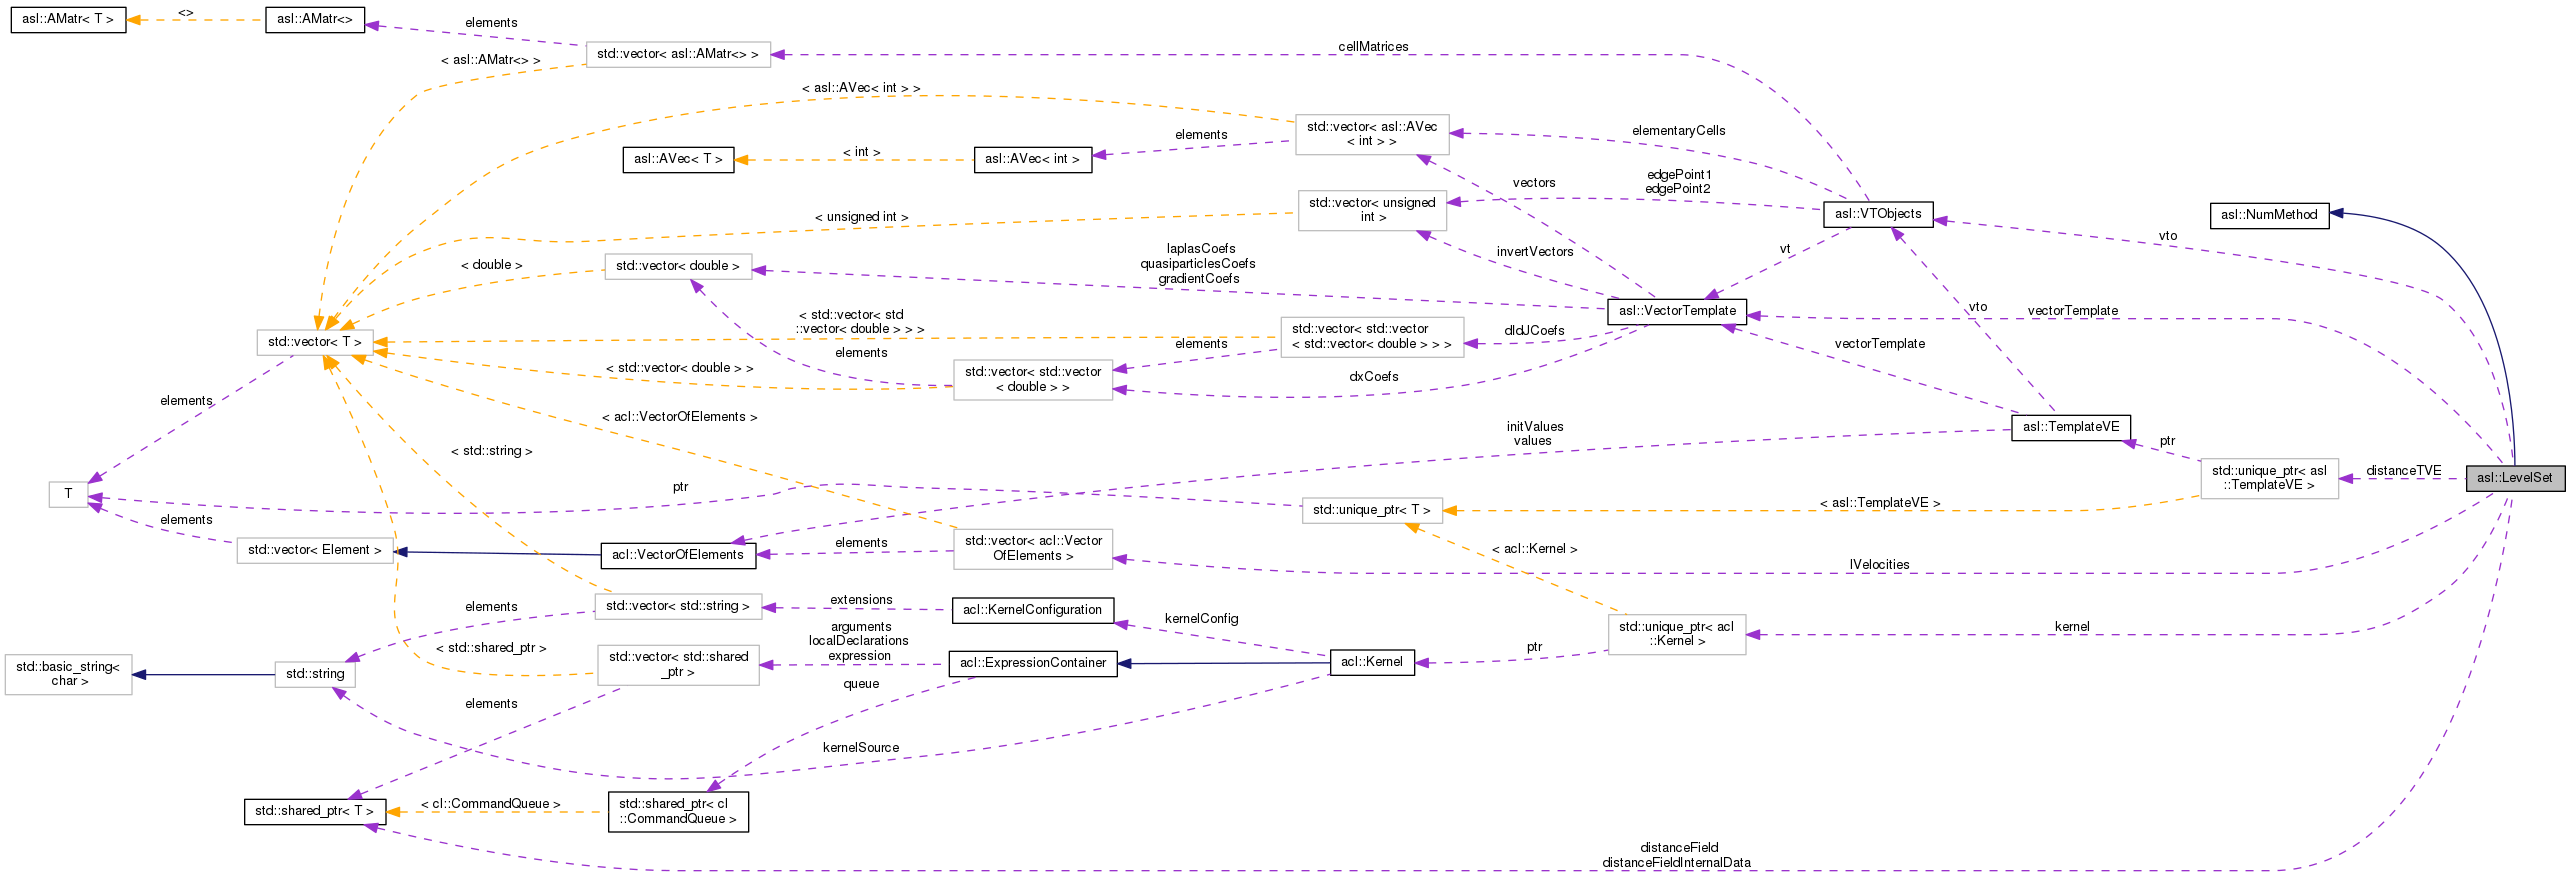 asl::AMatr< T >
<>
asl::AMatr<>
elements
std::vector< asl::AMatr<> >
cellMatrices
< asl::AMatr<> >
< asl::AVec< int > >
std::vector< asl::AVec
< int > >
elements
elementaryCells
asl::AVec< T >
< int >
asl::AVec< int >
vectors
edgePoint1
edgePoint2
std::vector< unsigned
int >
< unsigned int >
asl::VTObjects
asl::NumMethod
vto
invertVectors
vt
laplasCoefs
quasiparticlesCoefs
gradientCoefs
std::vector< double >
< double >
asl::VectorTemplate
vto
vectorTemplate
< std::vector< std
::vector< double > > >
std::vector< std::vector
< std::vector< double > > >
dIdJCoefs
std::vector< T >
elements
elements
vectorTemplate
< std::vector< double > >
std::vector< std::vector
< double > >
dxCoefs
elements
< acl::VectorOfElements >
initValues
values
asl::TemplateVE
ptr
< std::string >
std::unique_ptr< asl
::TemplateVE >
distanceTVE
asl::LevelSet
T
ptr
std::unique_ptr< T >
< asl::TemplateVE >
elements
std::vector< Element >
acl::VectorOfElements
elements
std::vector< acl::Vector
OfElements >
< acl::Kernel >
lVelocities
std::vector< std::string >
elements
extensions
acl::KernelConfiguration
kernelConfig
std::unique_ptr< acl
::Kernel >
kernel
arguments
localDeclarations
expression
< std::shared_ptr >
std::vector< std::shared
_ptr >
acl::ExpressionContainer
acl::Kernel
ptr
std::basic_string<
char >
std::string
queue
elements
kernelSource
std::shared_ptr< T >
< cl::CommandQueue >
std::shared_ptr< cl
::CommandQueue >
distanceField
distanceFieldInternalData